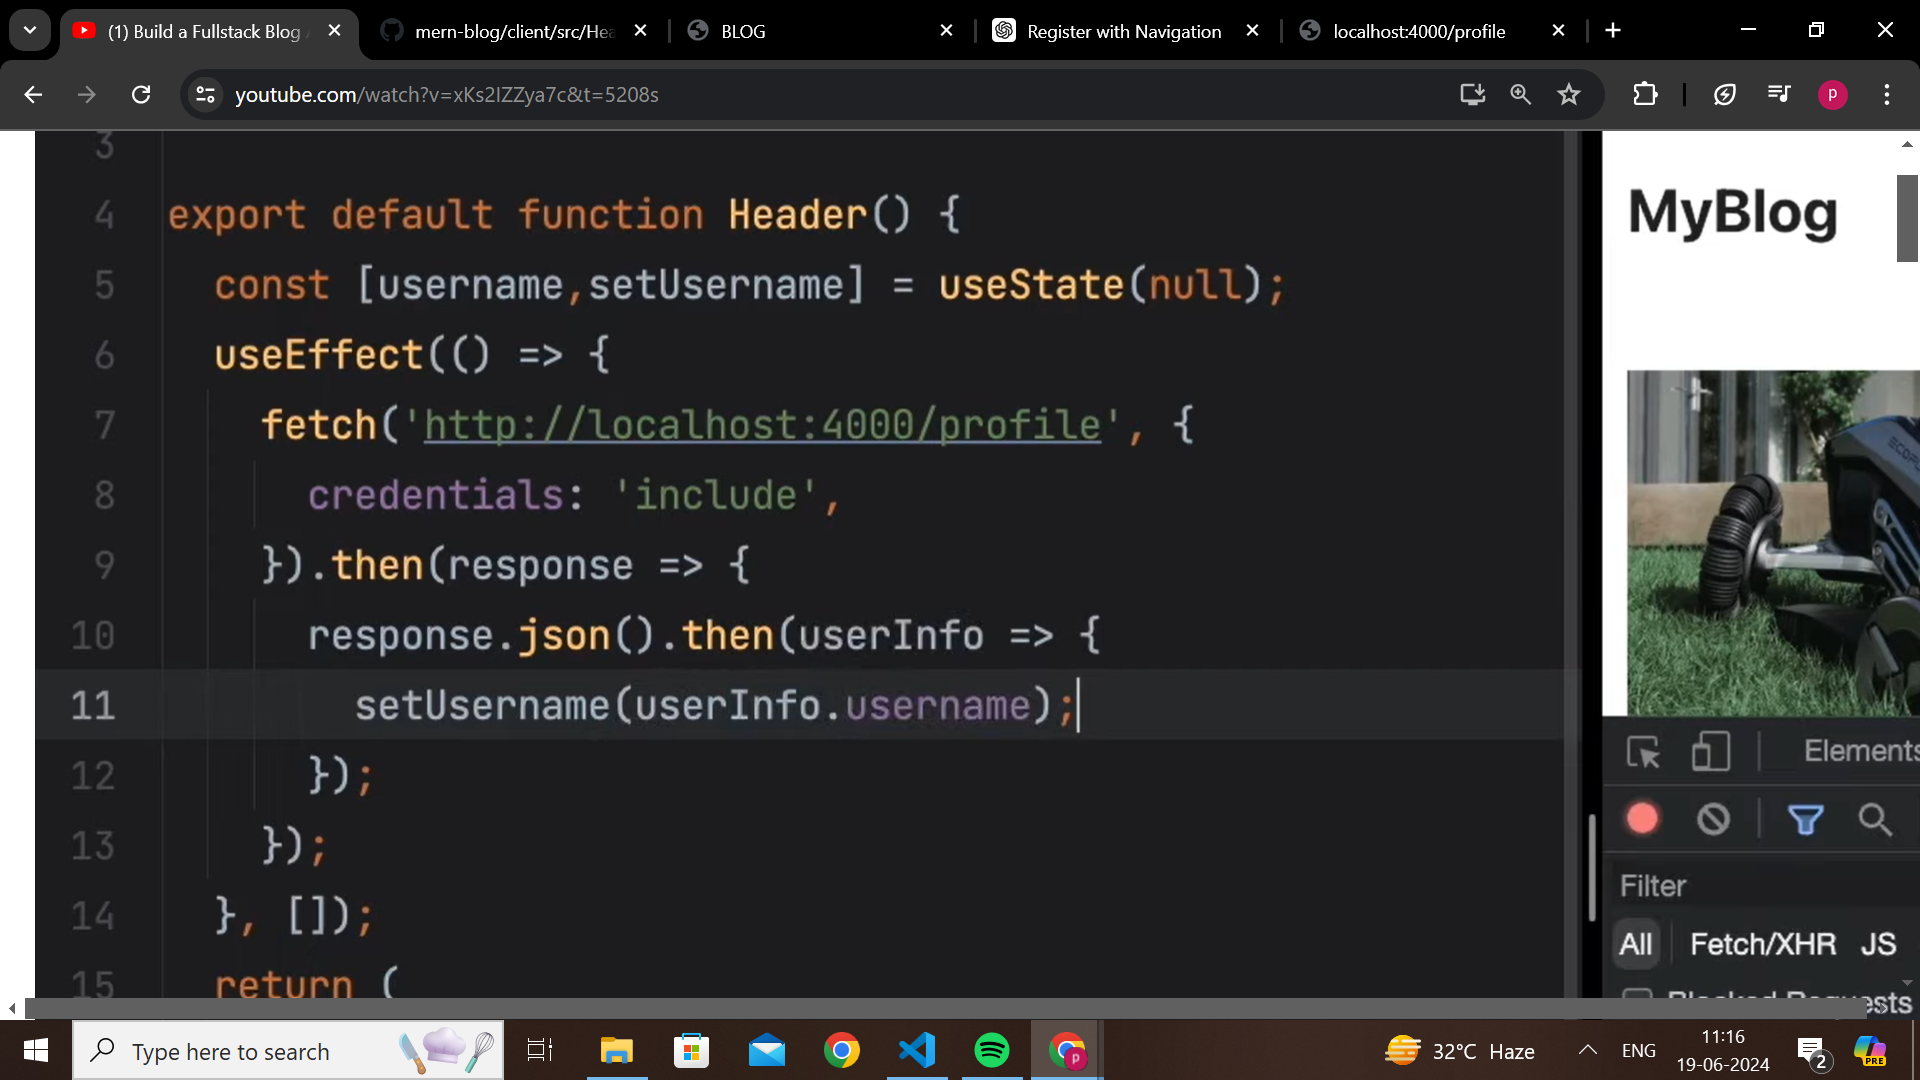 (1) Build a Fullstack Blog
mern-blog/client/src/Hea
BLOG
Register with Navigation
localhost:4000/profile
youtube.com/watch?v=xKs2IZZya7c&t=5208s
p
3
4 export default function Header() {
5 const [username,setUsername] = useState(null);
6 useEffect(() => {
7 fetch('http://localhost:4000/profile', {
8 credentials: 'include',
9 }).then(response => {
10 response.json().then(userInfo => {
11 setUsername(userInfo.username);
12 });
13 });
14 }, []);
15 return (
MyBlog
Elements
Filter
All Fetch/XHR JS
Blocked Requests
Type here to search
32°C Haze
ENG
11:16
19-06-2024
2
PRE